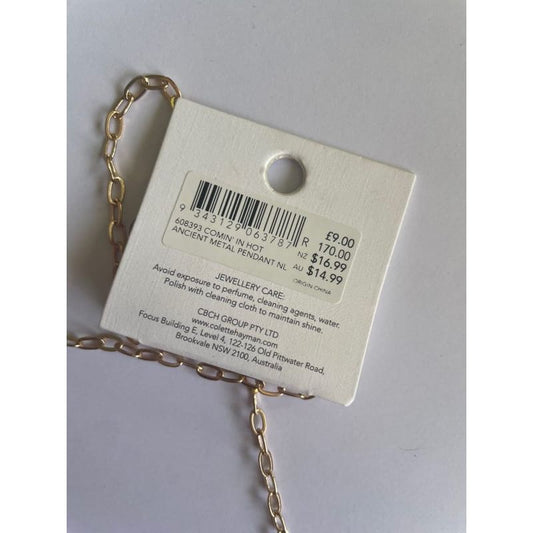 9 343129 063787
608393 COMIN' IN HOT
ANCIENT METAL PENDANT NL
£9.00
R 170.00
NZ $16.99
AU $14.99
ORIGIN CHINA
JEWELLERY CARE:
Avoid exposure to perfume, cleaning agents, water.
Polish with cleaning cloth to maintain shine.
CBCH GROUP PTY LTD
www.colettehayman.com
Focus Building E, Level 4, 122-126 Old Pittwater Road,
Brookvale NSW 2100, Australia